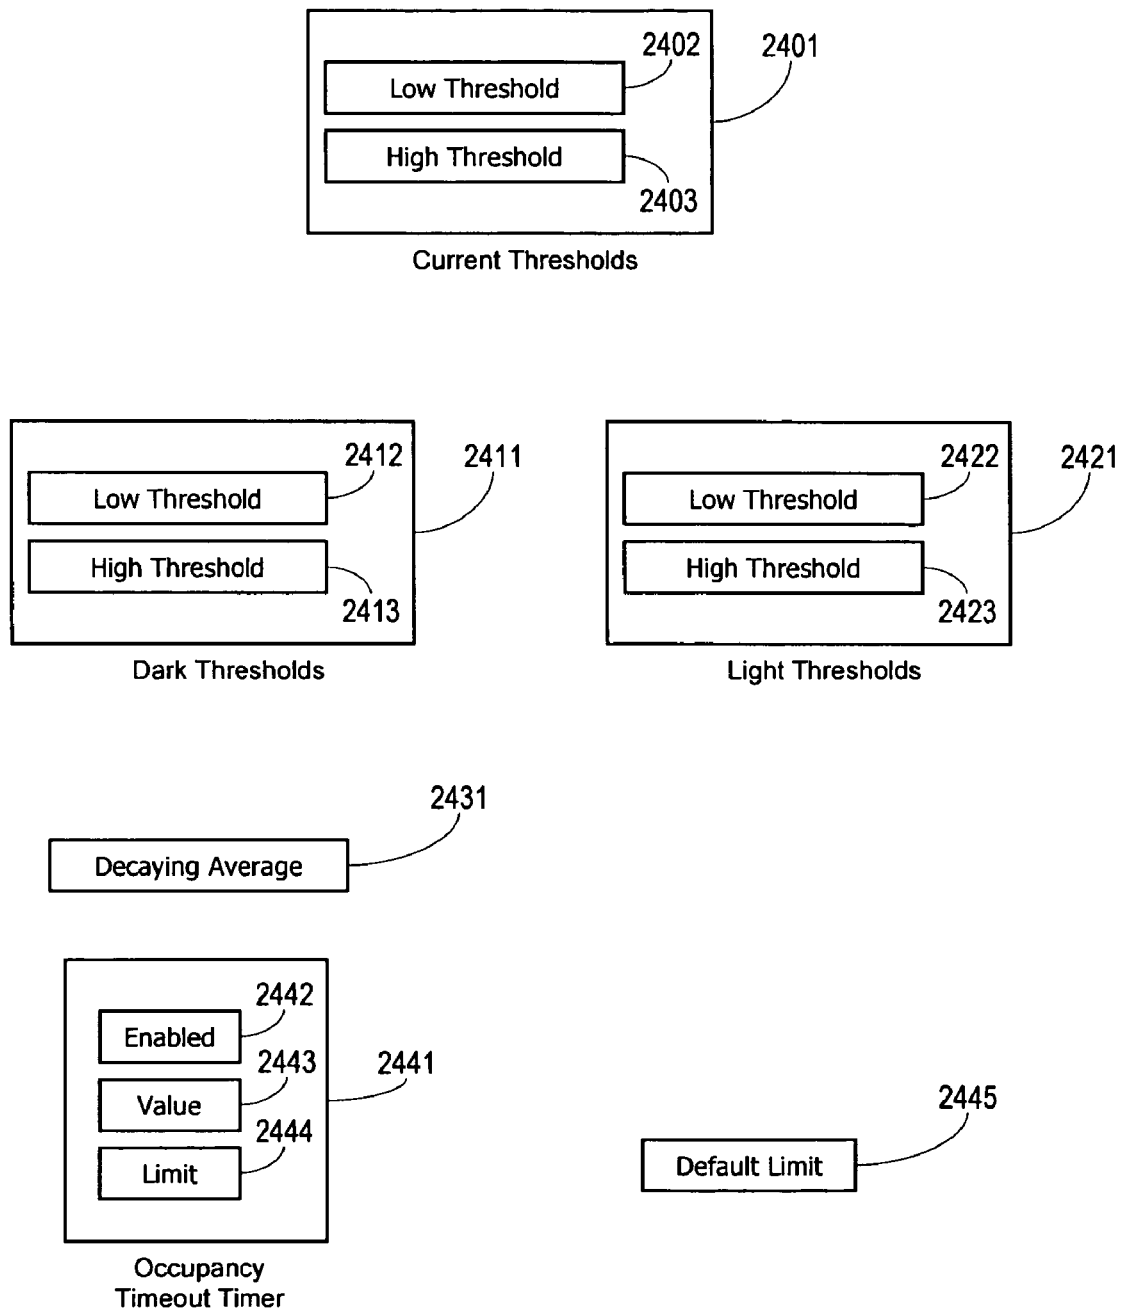 2402
2401
Low Threshold
High Threshold
2403
Current Thresholds
2412
2411
Low Threshold
High Threshold
2413
Dark Thresholds
2422
2421
Low Threshold
High Threshold
2423
Light Thresholds
2431
Decaying Average
2442
Enabled
2443
2441
Value
2444
Limit
Occupancy
Timeout Timer
2445
Default Limit